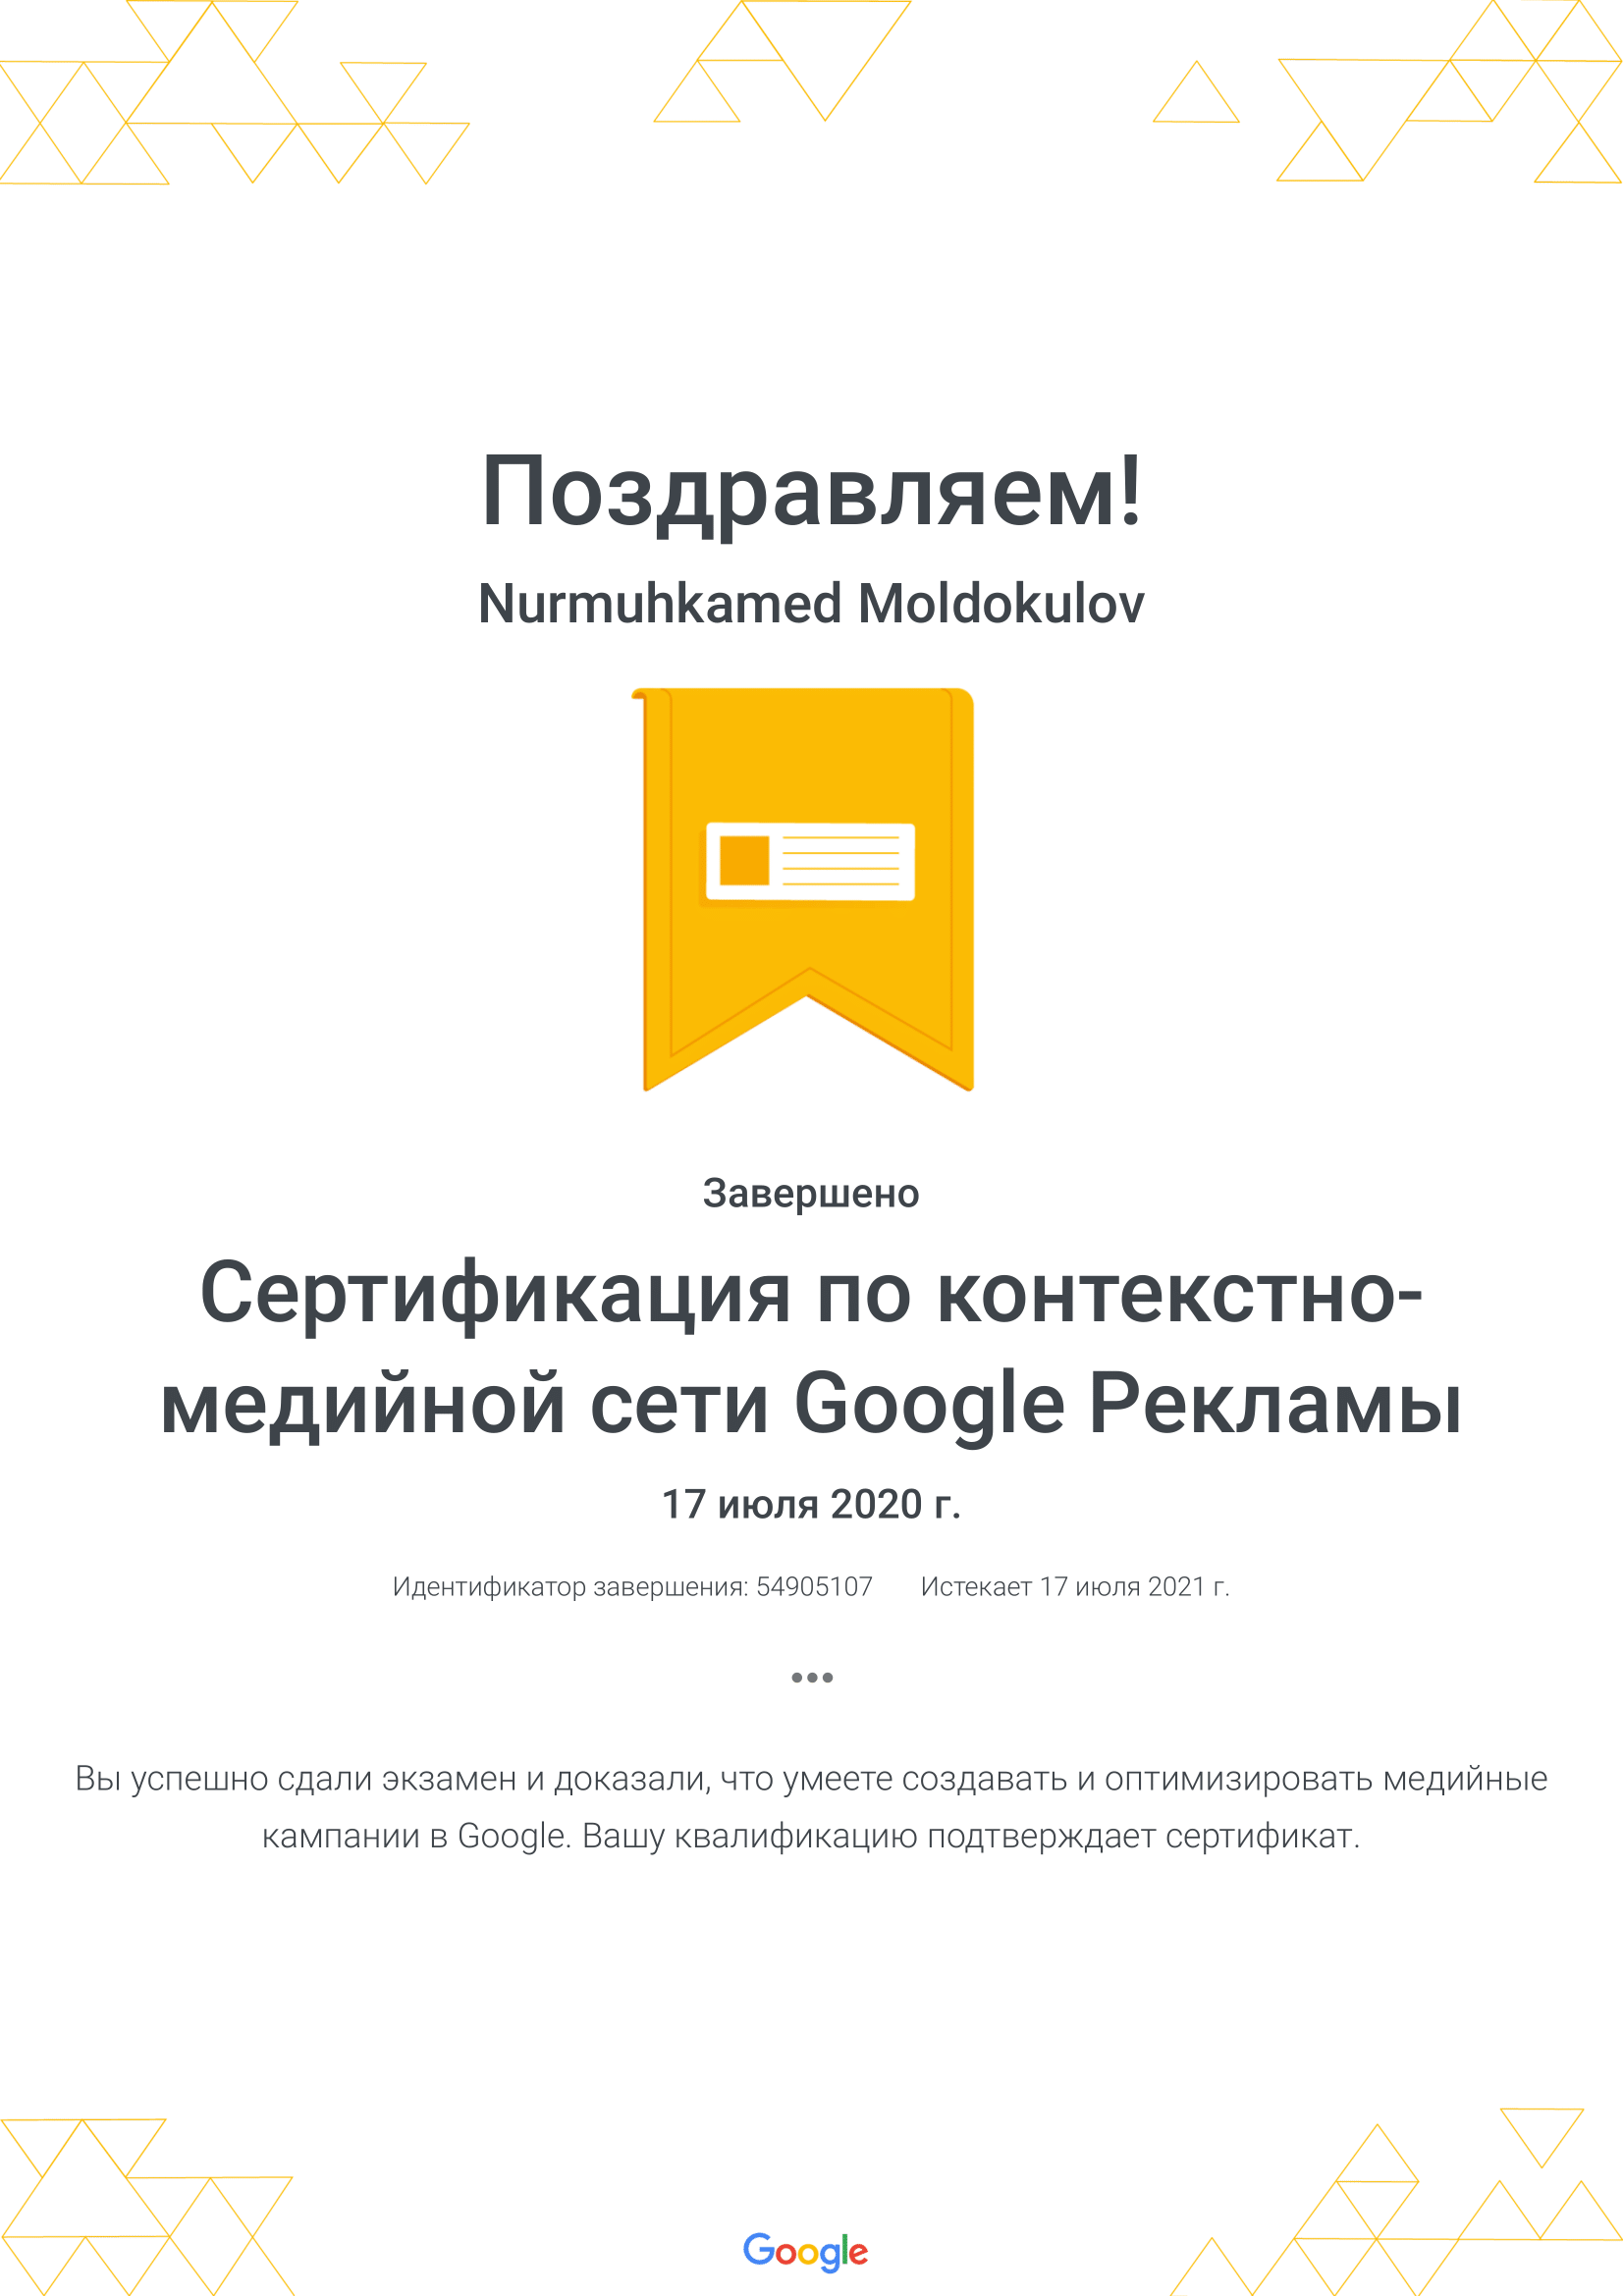 Поздравляем!
Nurmuhkamed Moldokulov
Завершено
Сертификация по контекстно-
медийной сети Google Рекламы
17 июля 2020 г.
Идентификатор завершения: 54905107 Истекает 17 июля 2021 г.
•••
Вы успешно сдали экзамен и доказали, что умеете создавать и оптимизировать медийные
кампании в Google. Вашу квалификацию подтверждает сертификат.
Google